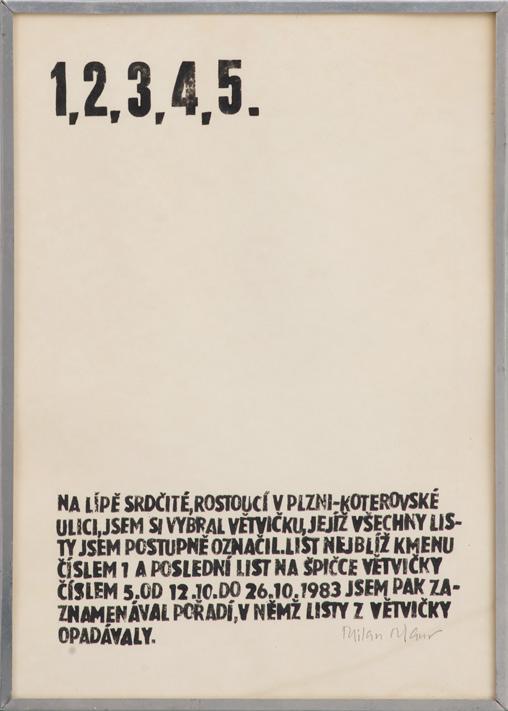 1,2,3,4,5.
NA LÍPĚ SRDČITÉ,ROSTOUCÍ V PLZNI-KOTEROVSKÉ
ULICI,JSEM SI VYBRAL VĚTVIČKU,JEJÍŽ VŠECHNY LIS-
TY JSEM POSTUPNĚ OZNAČIL.LIST NEJBLÍŽ KMENU
ČÍSLEM 1 A POSLEDNÍ LIST NA ŠPIČCE VĚTVIČKY
ČÍSLEM 5.OD 12.10.DO 26.10.1983 JSEM PAK ZA-
ZNAMENÁVAL POŘADÍ,V NĚMŽ LISTY Z VĚTVIČKY
OPADÁVALY.
Milan Maur